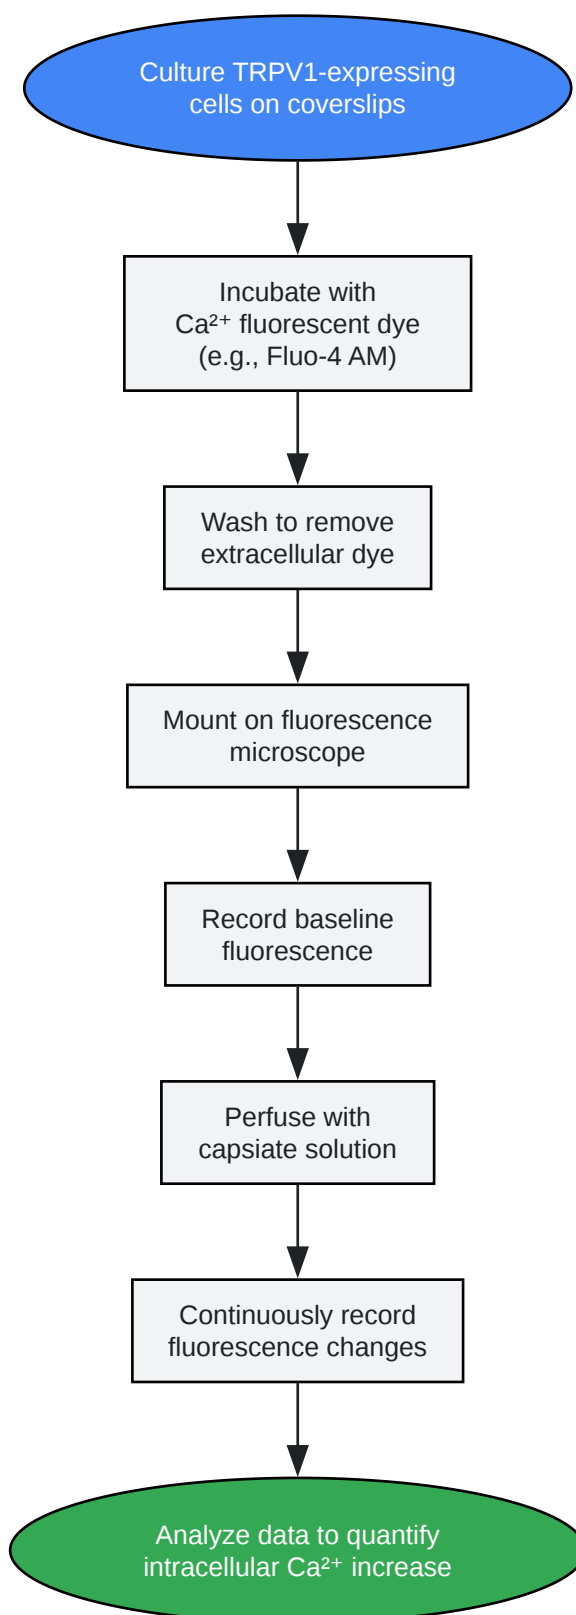 Culture TRPV1-expressing
cells on coverslips
Incubate with
Ca²⁺ fluorescent dye
(e.g., Fluo-4 AM)
Wash to remove
extracellular dye
Mount on fluorescence
microscope
Record baseline
fluorescence
Perfuse with
capsiate solution
Continuously record
fluorescence changes
Analyze data to quantify
intracellular Ca²⁺ increase